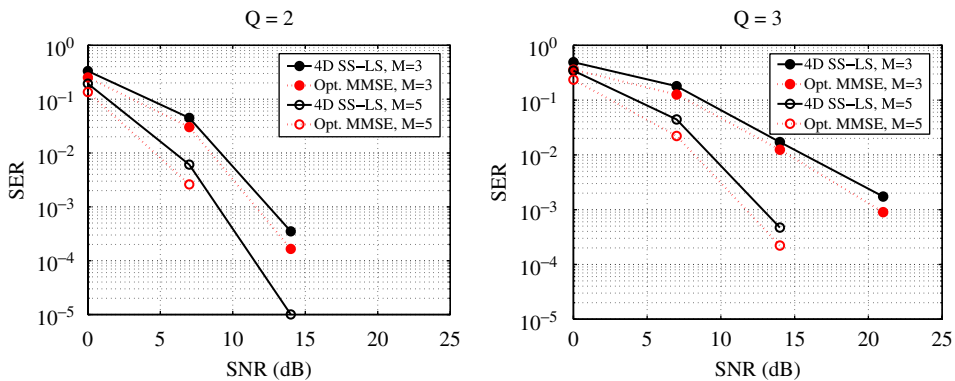 Q = 2
10^0
10^-1
10^-2
10^-3
10^-4
10^-5
SER
0 5 10 15 20 25
SNR (dB)
4D SS−LS, M=3
Opt. MMSE, M=3
4D SS−LS, M=5
Opt. MMSE, M=5
Q = 3
10^0
10^-1
10^-2
10^-3
10^-4
10^-5
SER
0 5 10 15 20 25
SNR (dB)
4D SS−LS, M=3
Opt. MMSE, M=3
4D SS−LS, M=5
Opt. MMSE, M=5